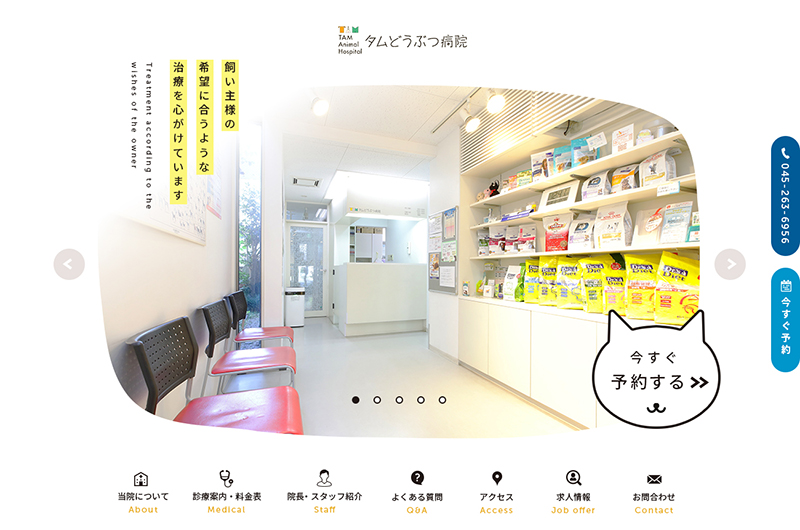 TAM
Animal
Hospital
タムどうぶつ病院
飼い主様の
希望に合うような
治療を心がけています
Treatment according to the
wishes of the owner
045-263-6956
今すぐ予約
今すぐ
予約する
当院について
About
診療案内・料金表
Medical
院長・スタッフ紹介
Staff
よくある質問
Q&A
アクセス
Access
求人情報
Job offer
お問合わせ
Contact